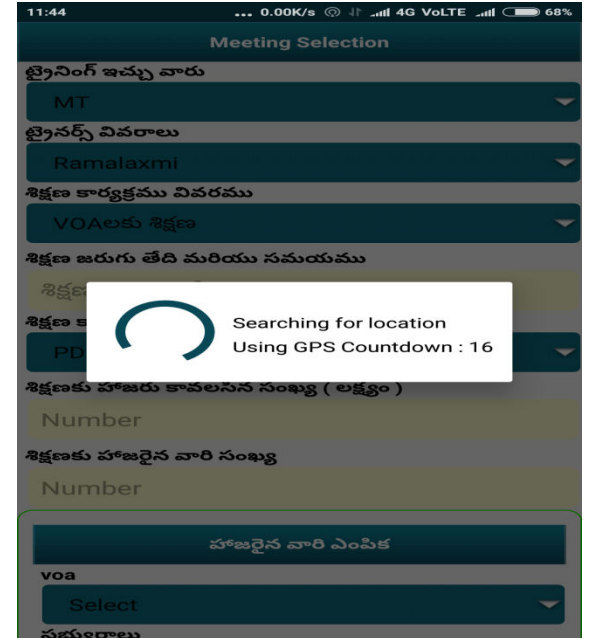 11:44 ... 0.00K/s 4G VoLTE 68%
Meeting Selection
ట్రైనింగ్ ఇచ్చు వారు
MT
ట్రైనర్స్ వివరాలు
Ramalaxmi
శిక్షణ కార్యక్రము వివరము
VOAలకు శిక్షణ
శిక్షణ జరుగు తేది మరియు సమయము
Searching for location
Using GPS Countdown : 16
శిక్షణకు హాజరు కావలసిన సంఖ్య ( లక్ష్యం )
Number
శిక్షణకు హాజరైన వారి సంఖ్య
Number
హాజరైన వారి ఎంపిక
voa
Select
సభ్యురాలు